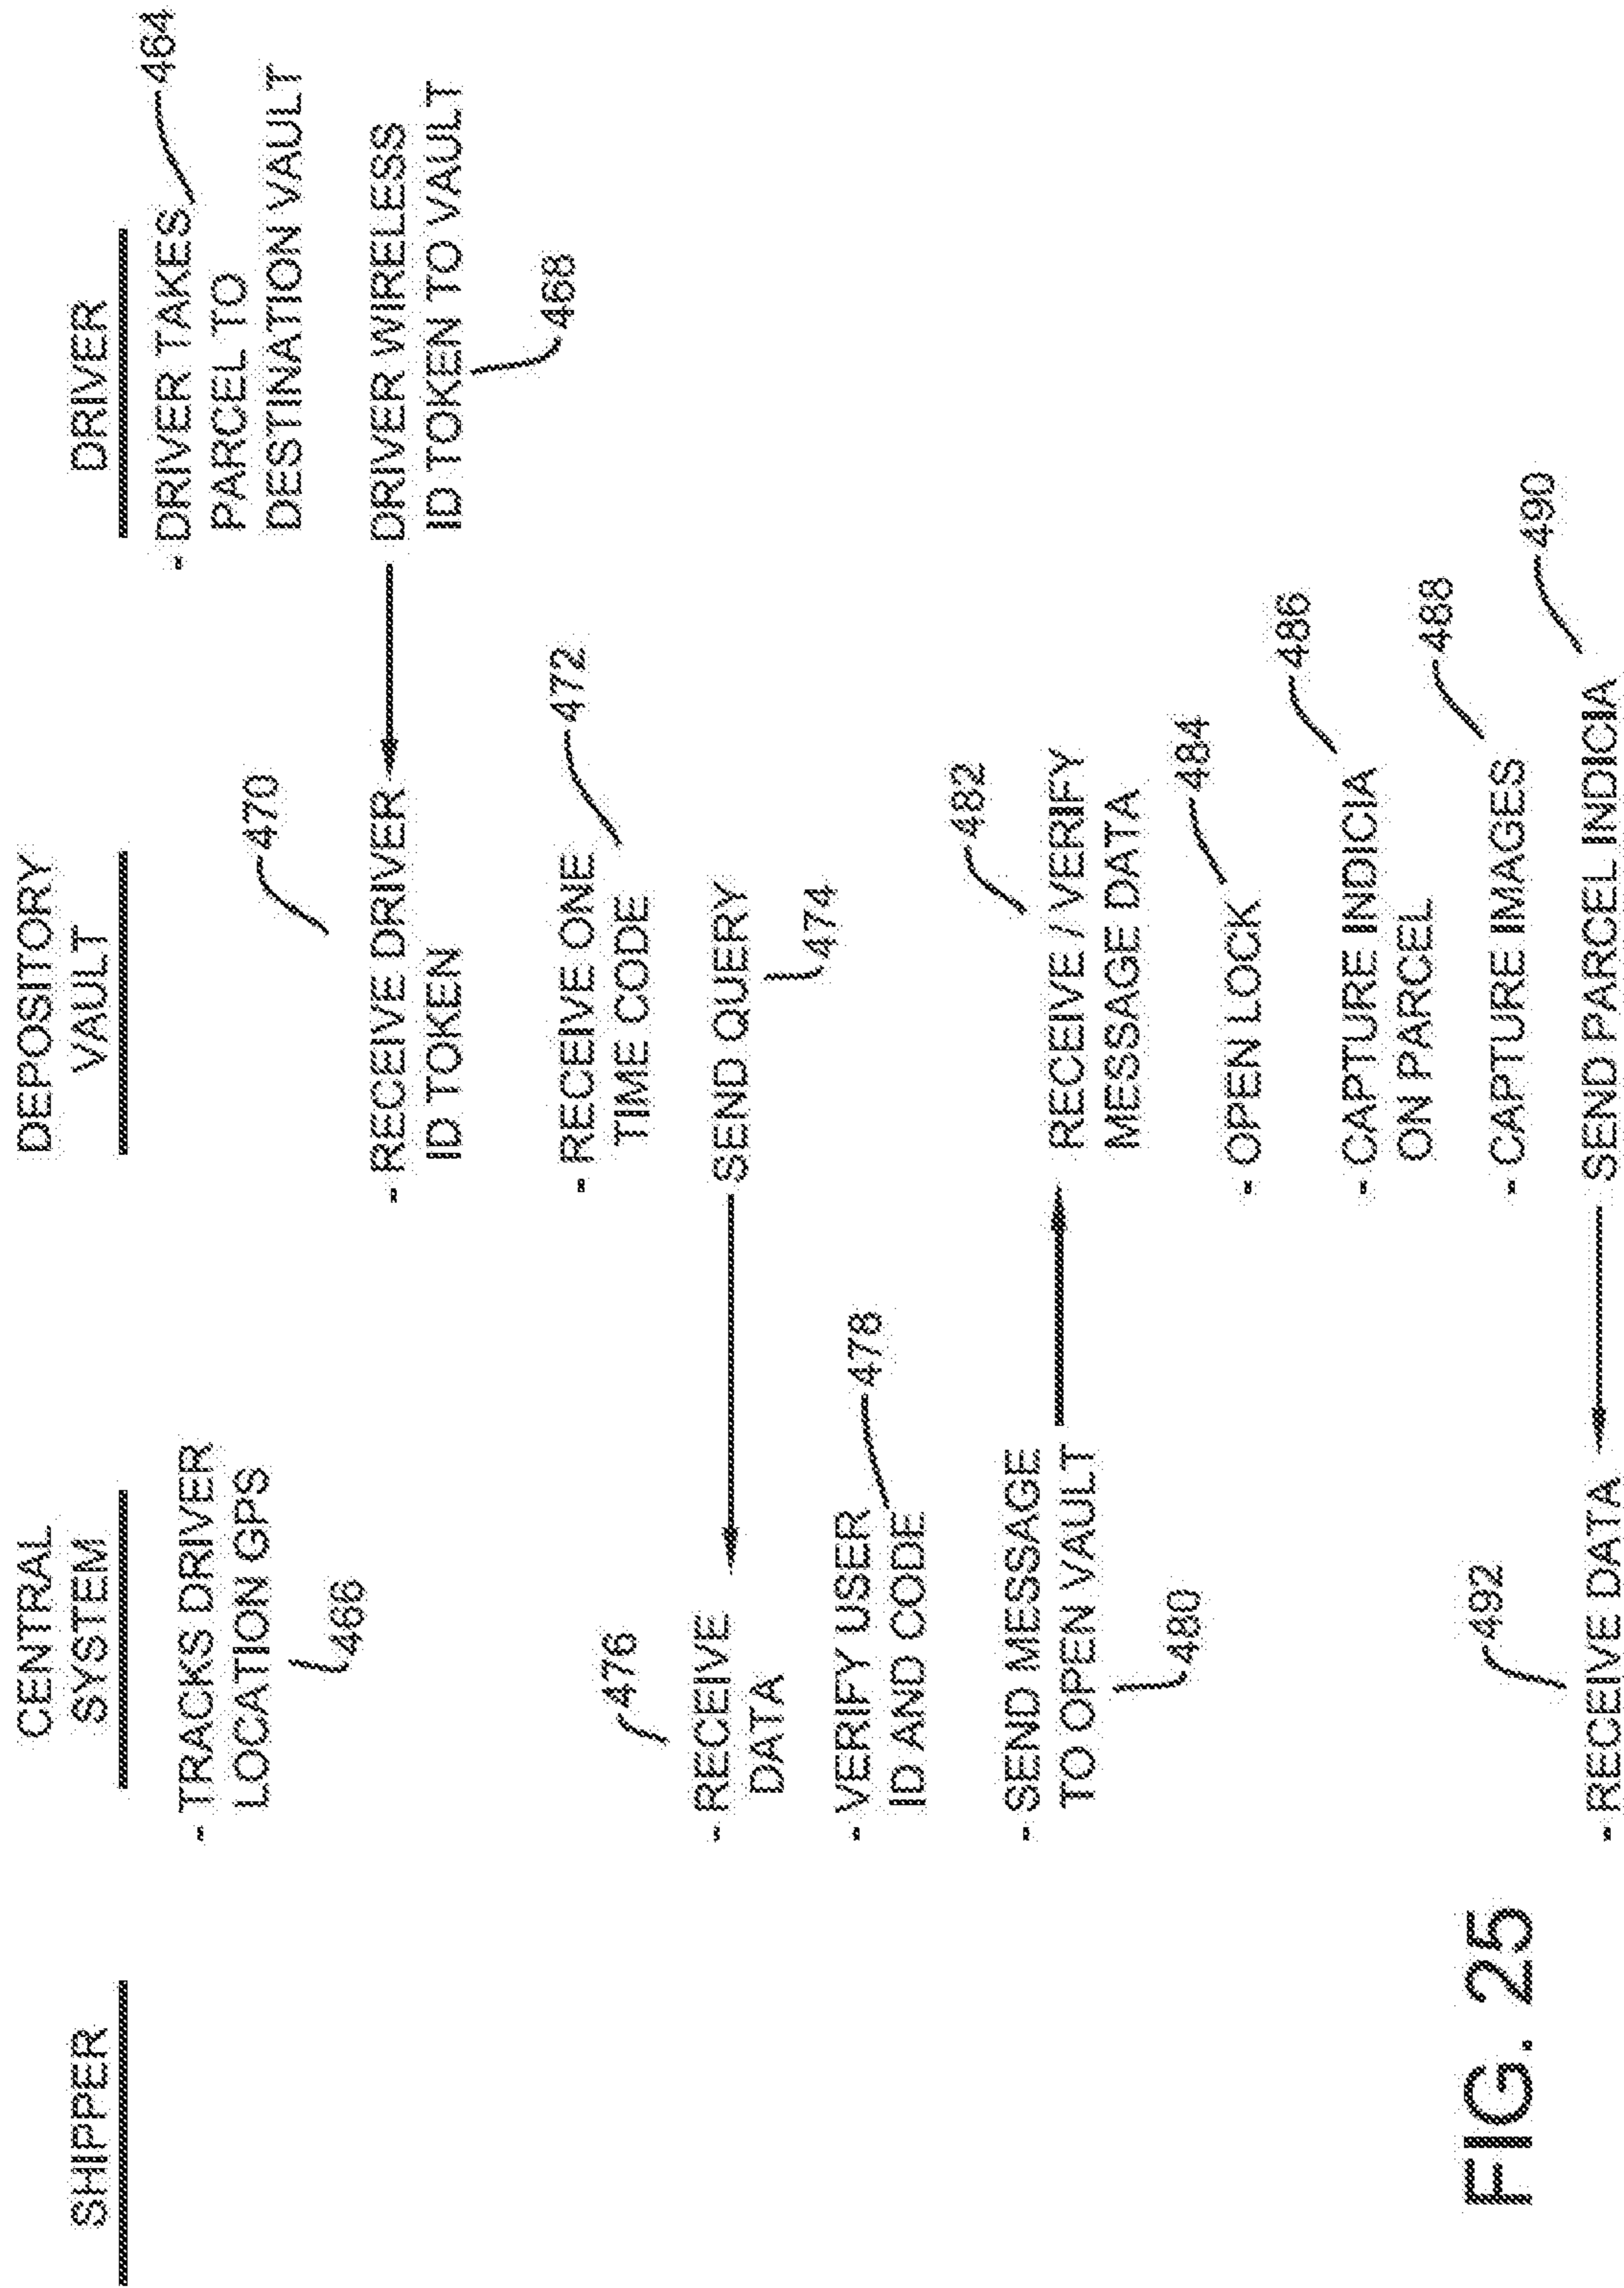 SHIPPER
CENTRAL
SYSTEM
DEPOSITORY
VAULT
DRIVER
- TRACKS DRIVER
LOCATION GPS
466
- DRIVER TAKES
PARCEL TO
DESTINATION VAULT
464
470
- RECEIVE DRIVER
ID TOKEN
DRIVER WIRELESS
ID TOKEN TO VAULT
468
- RECEIVE ONE
TIME CODE
472
476
- RECEIVE
DATA
SEND QUERY
474
- VERIFY USER
ID AND CODE
478
- SEND MESSAGE
TO OPEN VAULT
480
482
RECEIVE / VERIFY
MESSAGE DATA
- OPEN LOCK
484
- CAPTURE INDICIA
ON PARCEL
486
- CAPTURE IMAGES
488
492
- RECEIVE DATA
SEND PARCEL INDICIA
490
FIG. 25